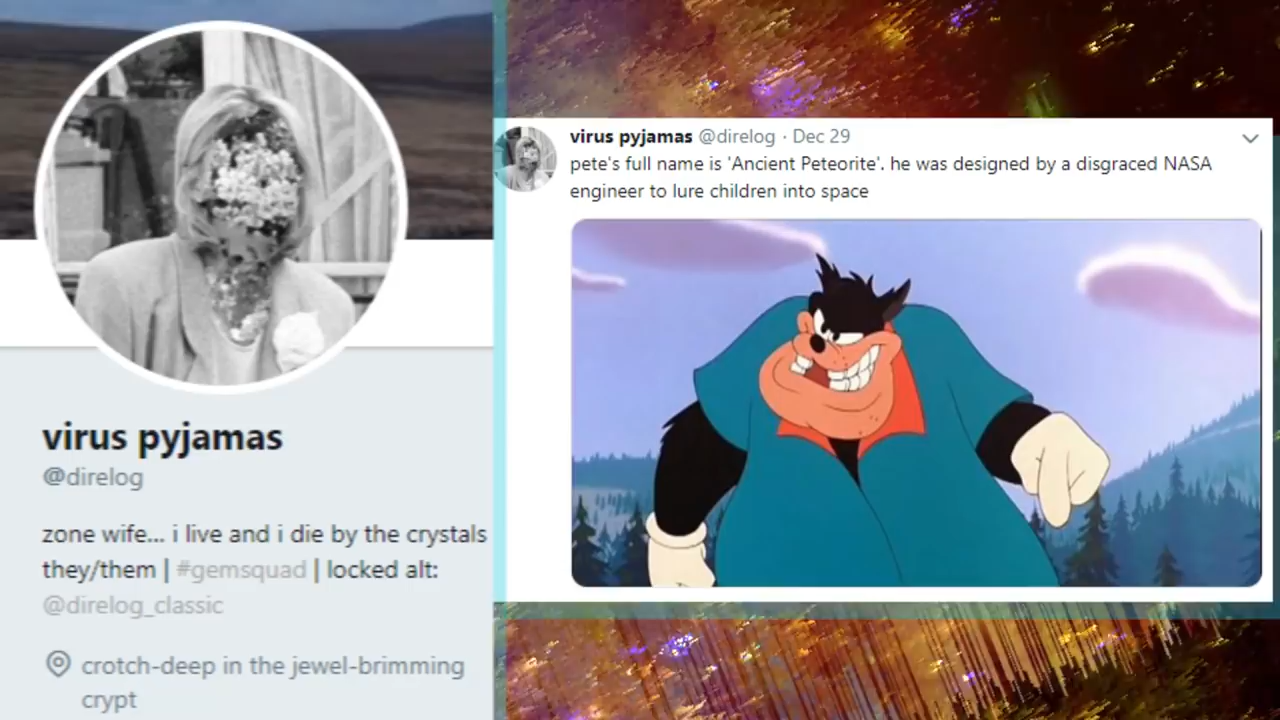 virus pyjamas
@direlog
zone wife... i live and i die by the crystals
they/them | #gemsquad | locked alt:
@direlog_classic
crotch-deep in the jewel-brimming
crypt
virus pyjamas @direlog · Dec 29
pete's full name is 'Ancient Peteorite'. he was designed by a disgraced NASA
engineer to lure children into space